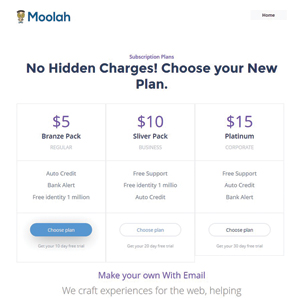 Moolah
Home
Subscription Plans
No Hidden Charges! Choose your New
Plan.
$5
Branze Pack
REGULAR
Auto Credit
Bank Alert
Free Identity 1 million
Choose plan
Get your 10 day free trial
$10
Sliver Pack
BUSINESS
Free Support
Free identity 1 millio
Auto Credit
Choose plan
Get your 20 day free trial
$15
Platinum
CORPORATE
Free Support
Auto Credit
Bank Alert
Choose plan
Get your 30 day free trial
Make your own With Email
We craft experiences for the web, helping